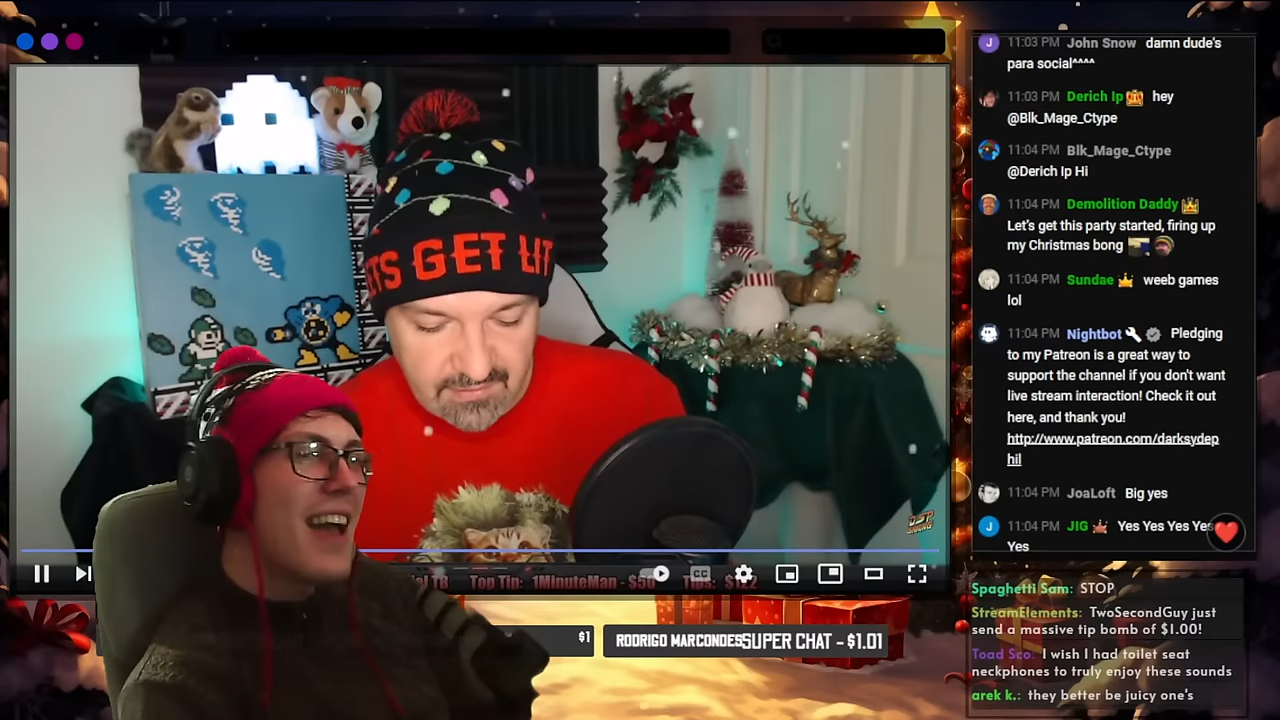 ETS GET LIT
Top Tip: 1MinuteMan - $50
Tips: $
CC
$1
RODRIGO MARCONDES SUPER CHAT - $1.01
J
11:03 PM John Snow damn dude's
para social^^^^
11:03 PM Derich Ip hey
@Blk_Mage_Ctype
11:04 PM Blk_Mage_Ctype
@Derich Ip Hi
11:04 PM Demolition Daddy
Let's get this party started, firing up
my Christmas bong
11:04 PM Sundae weeb games
lol
11:04 PM Nightbot Pledging
to my Patreon is a great way to
support the channel if you don't want
live stream interaction! Check it out
here, and thank you!
http://www.patreon.com/darksydep
hil
11:04 PM JoaLoft Big yes
J
11:04 PM JIG Yes Yes Yes Yes
Yes
Spaghetti Sam: STOP
StreamElements: TwoSecondGuy just
send a massive tip bomb of $1.00!
Toad Sco: I wish I had toilet seat
neckphones to truly enjoy these sounds
arek k.: they better be juicy one's